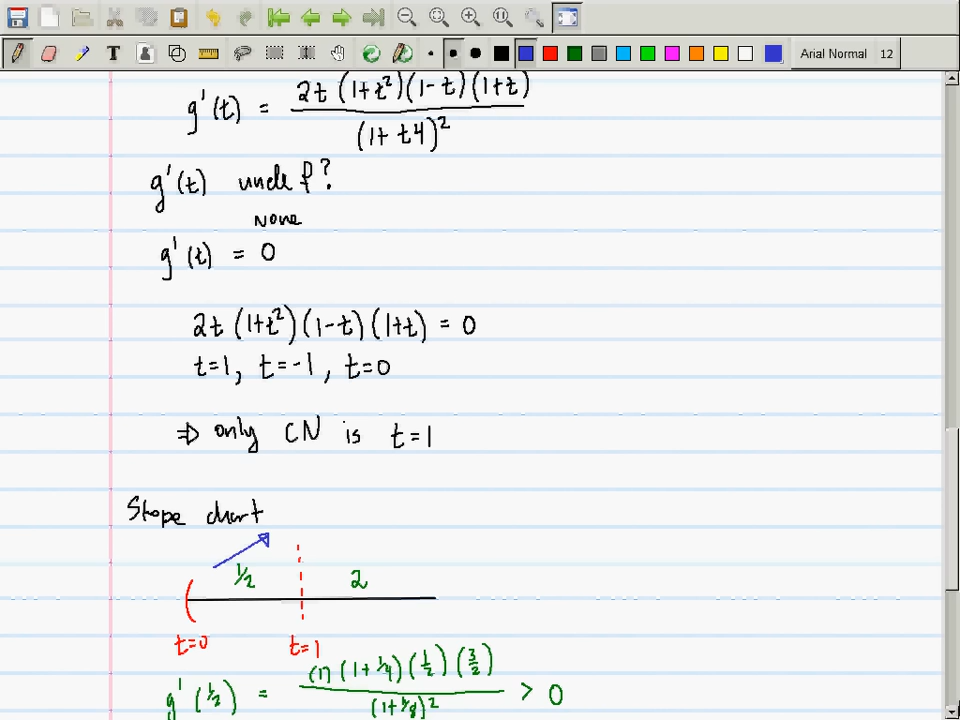 Arial Normal 12
g'(t) = 2t (1+t²)(1-t)(1+t)
(1+ t4)²
g'(t) undef?
None
g'(t) = 0
2t (1+t²)(1-t)(1+t) = 0
t=1, t=-1, t=0
⇒ only CN is t=1
Slope chart
1/2 2
( t=0 t=1
g'(1/2) = (1)(1+1/4)(1/2)(3/2) > 0
(1+1/8)²